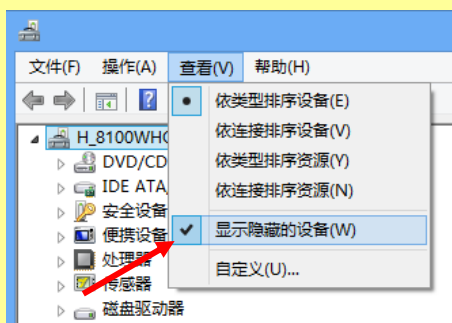 文件(F) 操作(A) 查看(V) 帮助(H)
依类型排序设备(E)
依连接排序设备(V)
依类型排序资源(Y)
依连接排序资源(N)
显示隐藏的设备(W)
自定义(U)...
H_8100WHO
DVD/CD
IDE ATA
安全设备
便携设备
处理器
传感器
磁盘驱动器